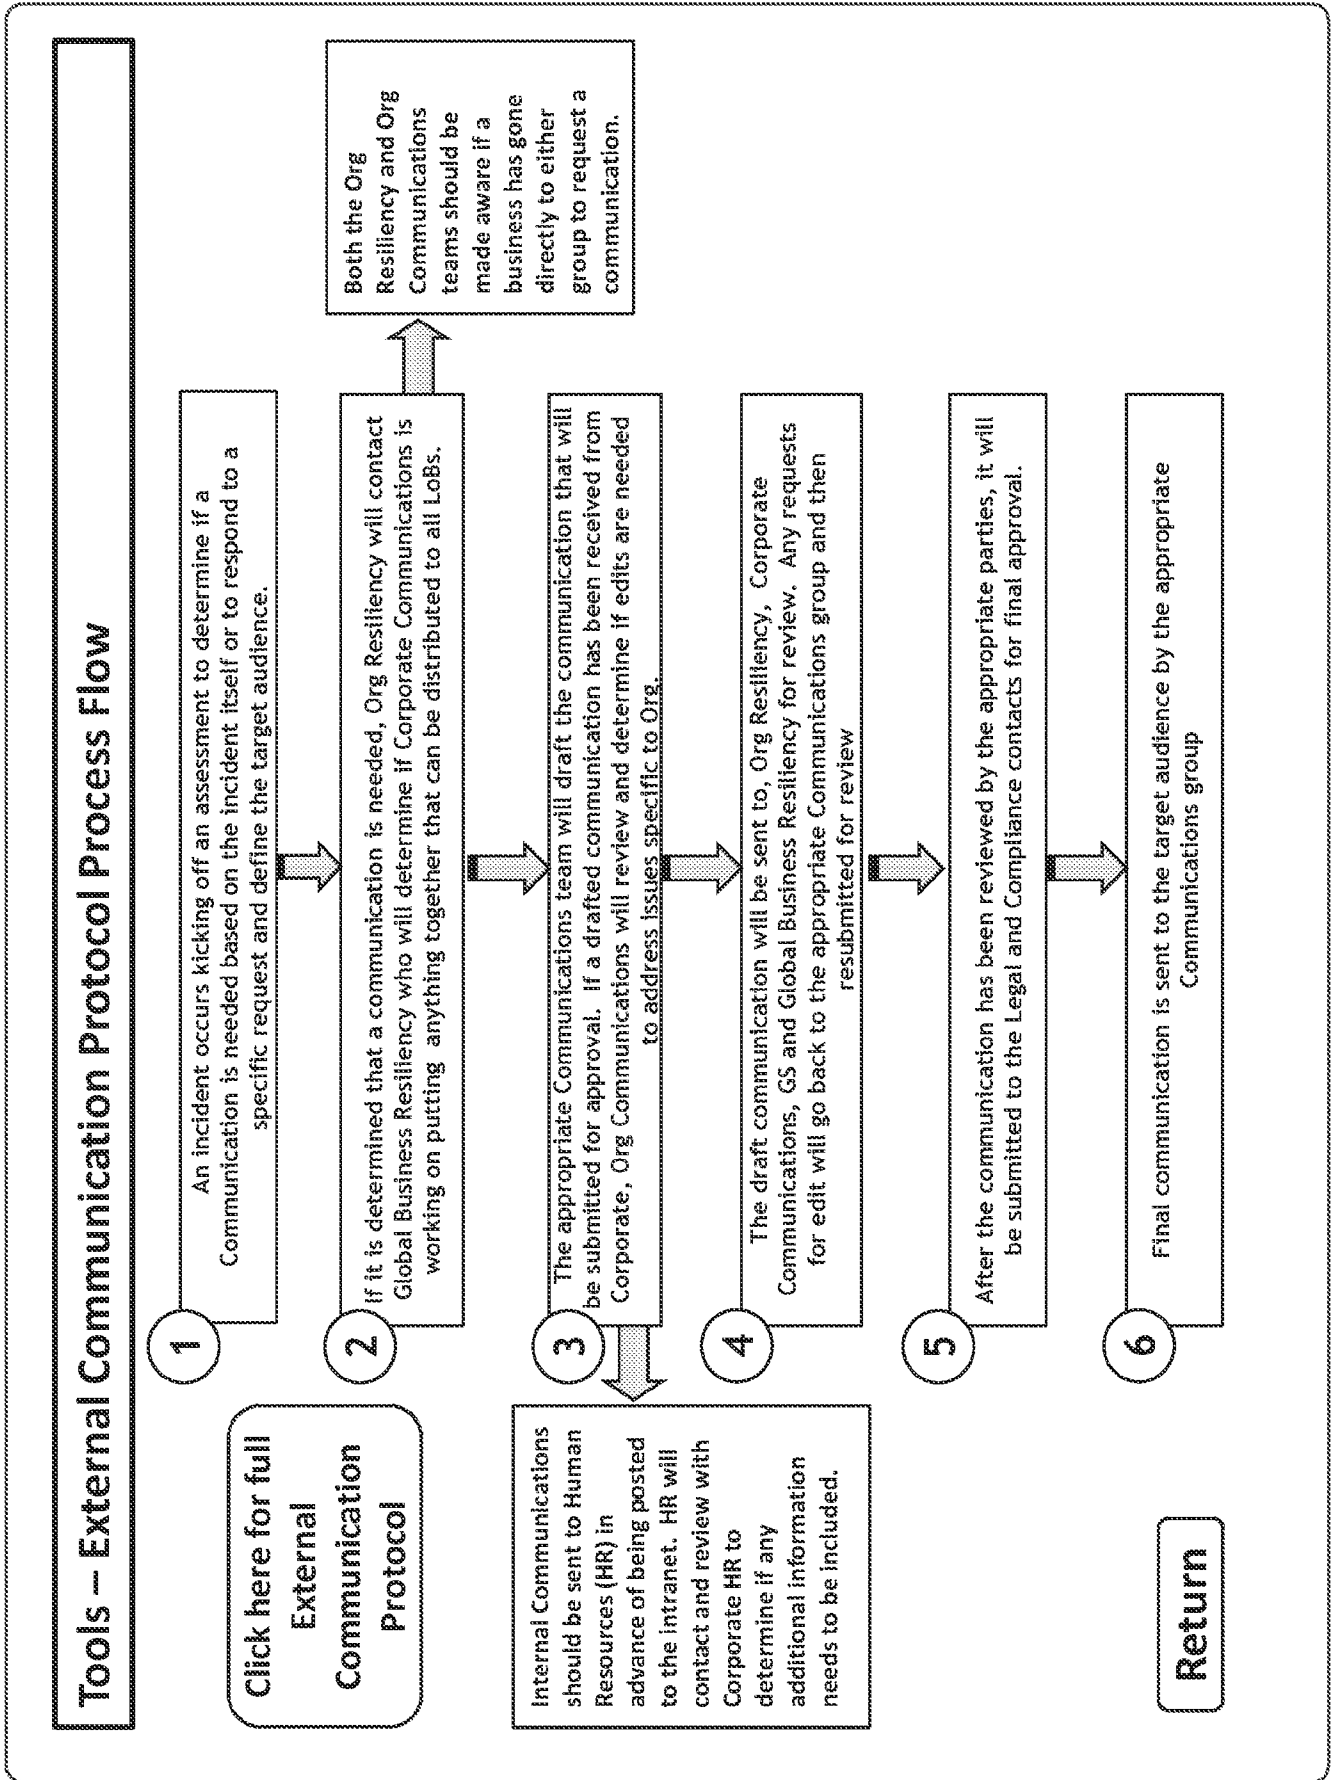 Tools – External Communication Protocol Process Flow
Click here for full
External
Communication
Protocol
1
An incident occurs kicking off an assessment to determine if a
Communication is needed based on the incident itself or to respond to a
specific request and define the target audience.
2
If it is determined that a communication is needed, Org Resiliency will contact
Global Business Resiliency who will determine if Corporate Communications is
working on putting anything together that can be distributed to all LoBs.
Both the Org
Resiliency and Org
Communications
teams should be
made aware if a
business has gone
directly to either
group to request a
communication.
3
The appropriate Communications team will draft the communication that will
be submitted for approval. If a drafted communication has been received from
Corporate, Org Communications will review and determine if edits are needed
to address issues specific to Org.
Internal Communications
should be sent to Human
Resources (HR) in
advance of being posted
to the intranet. HR will
contact and review with
Corporate HR to
determine if any
additional information
needs to be included.
4
The draft communication will be sent to, Org Resiliency, Corporate
Communications, GS and Global Business Resiliency for review. Any requests
for edit will go back to the appropriate Communications group and then
resubmitted for review
5
After the communication has been reviewed by the appropriate parties, it will
be submitted to the Legal and Compliance contacts for final approval.
6
Final communication is sent to the target audience by the appropriate
Communications group
Return